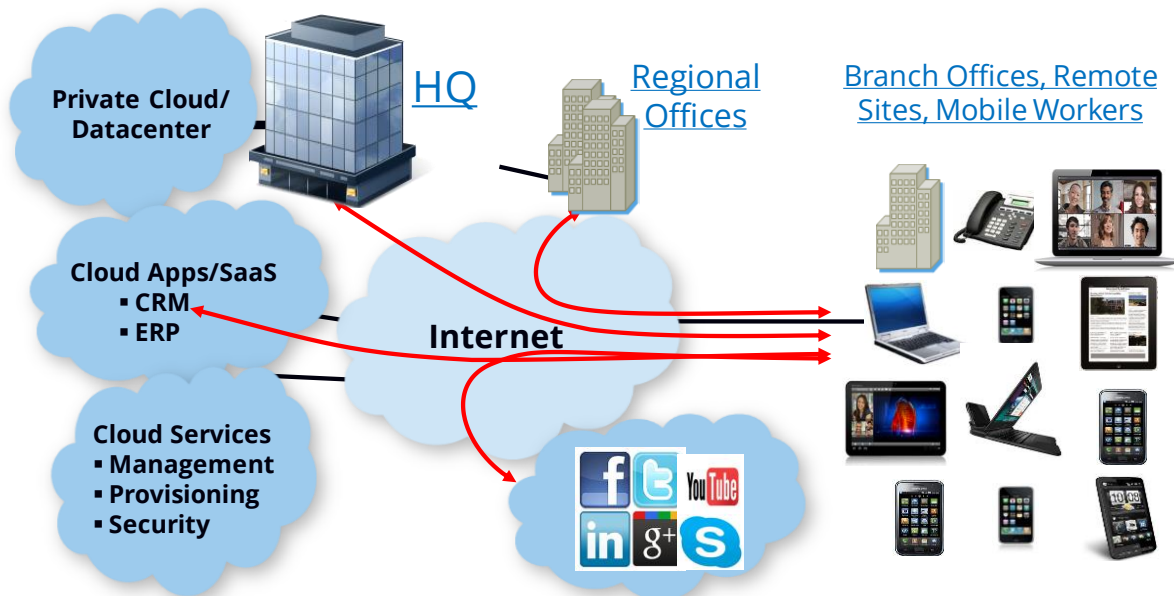 Private Cloud/
Datacenter
HQ
Regional
Offices
Branch Offices, Remote
Sites, Mobile Workers
Cloud Apps/SaaS
▪ CRM
▪ ERP
Internet
Cloud Services
▪ Management
▪ Provisioning
▪ Security
f
t
You Tube
in
g+
S